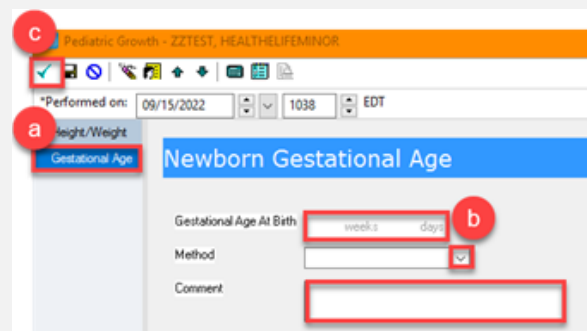 c
Pediatric Growth - ZZTEST, HEALTHELIFEMINOR
*Performed on: 09/15/2022 1038 EDT
a
Height/Weight
Gestational Age
Newborn Gestational Age
Gestational Age At Birth weeks days
b
Method
Comment